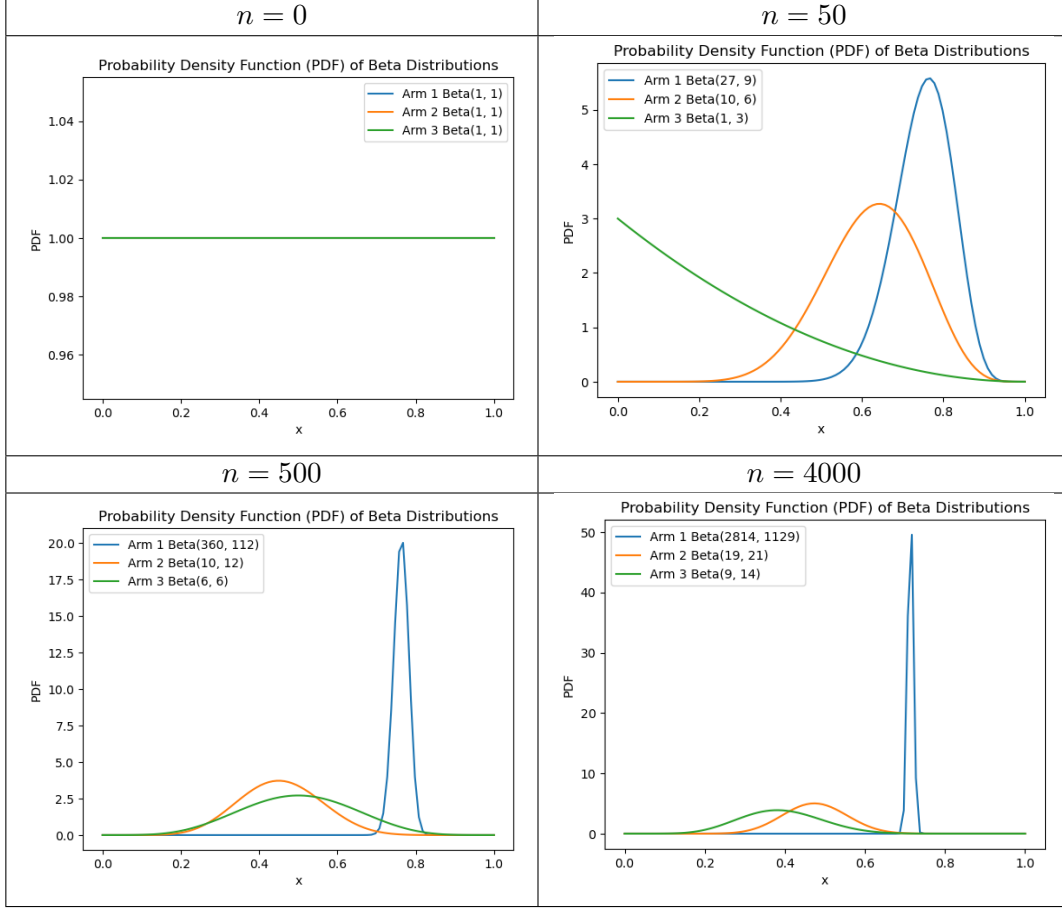 n = 0
n = 50
Probability Density Function (PDF) of Beta Distributions
Arm 1 Beta(1, 1)
Arm 2 Beta(1, 1)
Arm 3 Beta(1, 1)
1.04
1.02
1.00
0.98
0.96
PDF
0.0 0.2 0.4 0.6 0.8 1.0
x
Probability Density Function (PDF) of Beta Distributions
Arm 1 Beta(27, 9)
Arm 2 Beta(10, 6)
Arm 3 Beta(1, 3)
5
4
3
2
1
0
PDF
0.0 0.2 0.4 0.6 0.8 1.0
x
n = 500
n = 4000
Probability Density Function (PDF) of Beta Distributions
Arm 1 Beta(360, 112)
Arm 2 Beta(10, 12)
Arm 3 Beta(6, 6)
20.0
17.5
15.0
12.5
10.0
7.5
5.0
2.5
0.0
PDF
0.0 0.2 0.4 0.6 0.8 1.0
x
Probability Density Function (PDF) of Beta Distributions
Arm 1 Beta(2814, 1129)
Arm 2 Beta(19, 21)
Arm 3 Beta(9, 14)
50
40
30
20
10
0
PDF
0.0 0.2 0.4 0.6 0.8 1.0
x